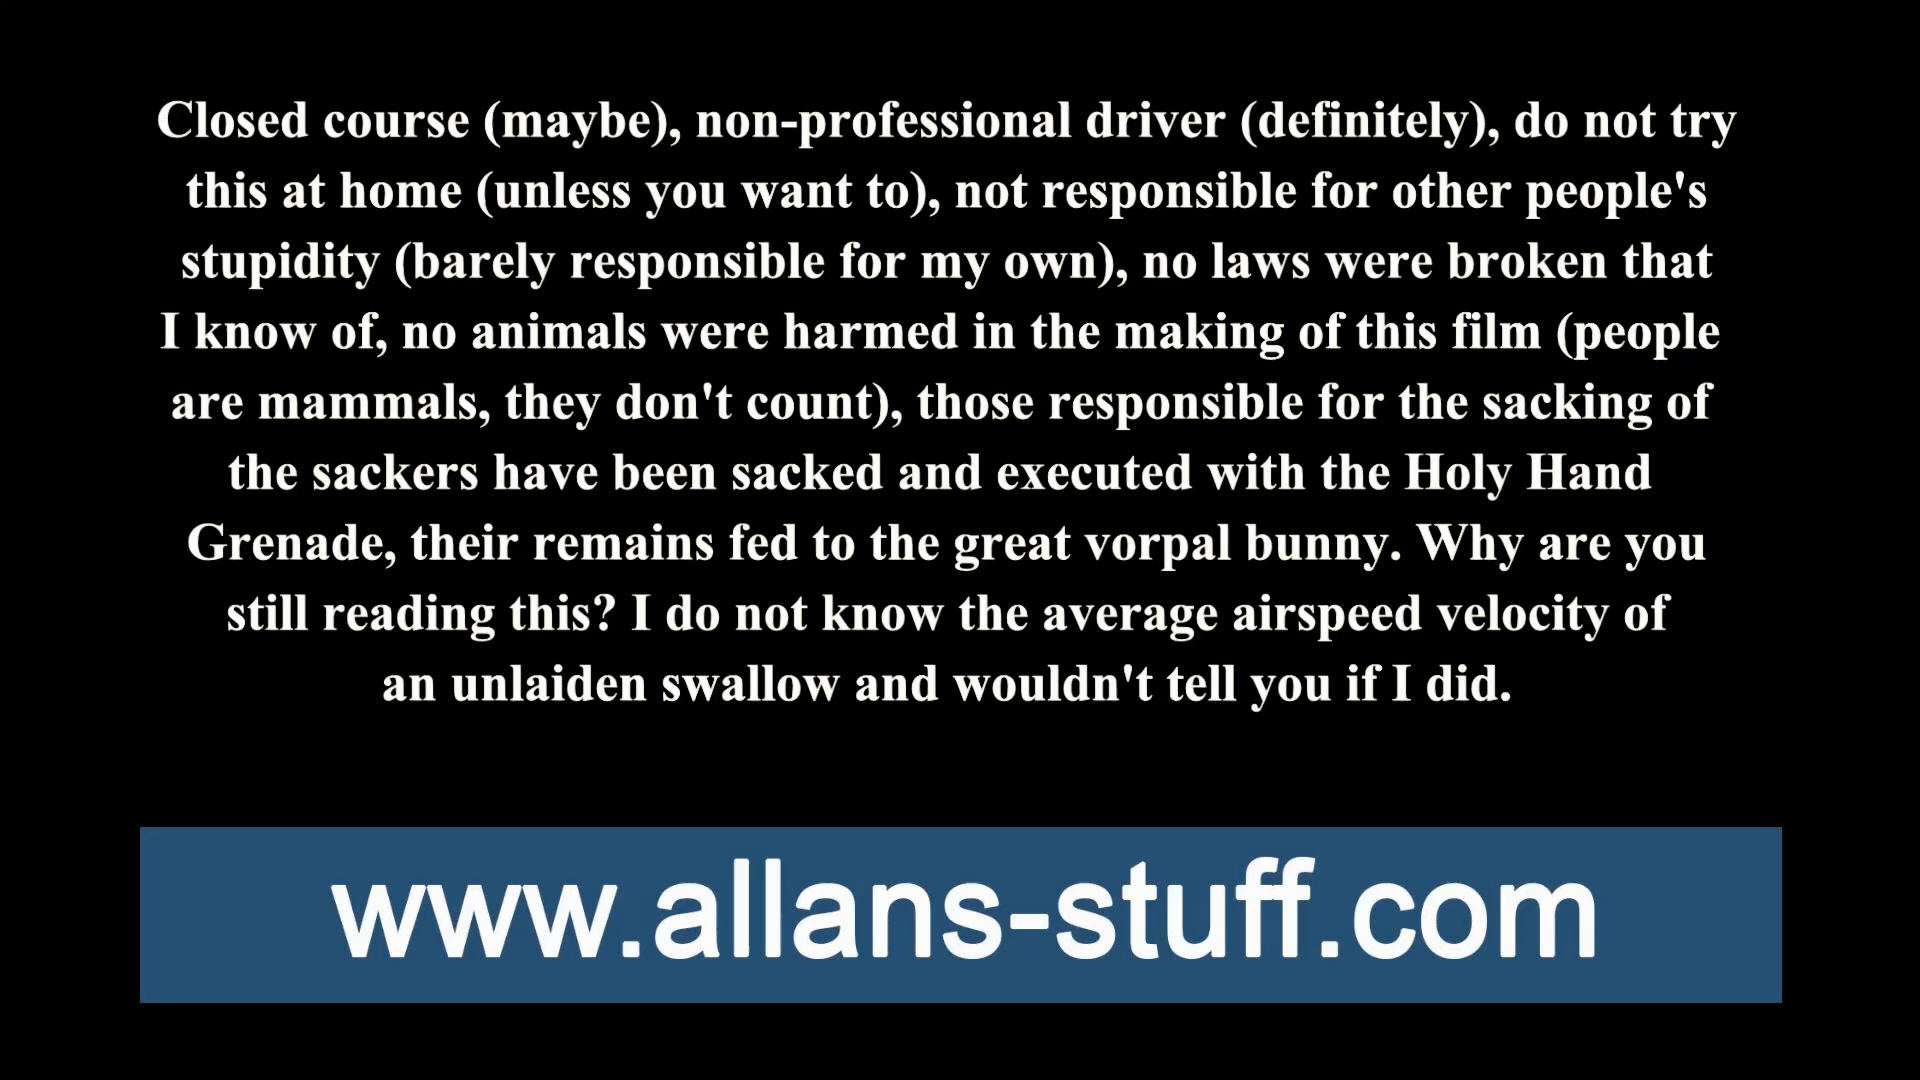 Closed course (maybe), non-professional driver (definitely), do not try
this at home (unless you want to), not responsible for other people's
stupidity (barely responsible for my own), no laws were broken that
I know of, no animals were harmed in the making of this film (people
are mammals, they don't count), those responsible for the sacking of
the sackers have been sacked and executed with the Holy Hand
Grenade, their remains fed to the great vorpal bunny. Why are you
still reading this? I do not know the average airspeed velocity of
an unlaiden swallow and wouldn't tell you if I did.
www.allans-stuff.com